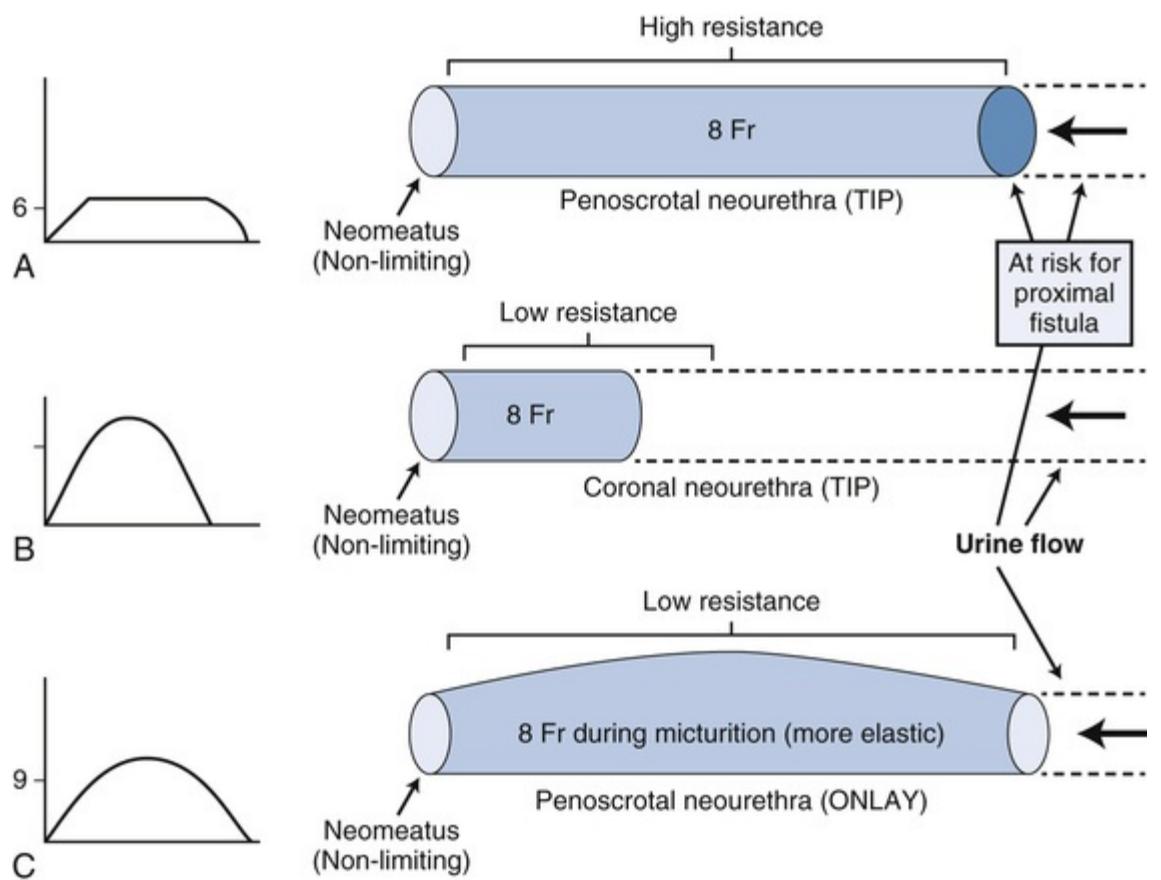 High resistance
8 Fr
6
Penoscrotal neourethra (TIP)
Neomeatus
(Non-limiting)
At risk for
proximal
fistula
A
Low resistance
8 Fr
Coronal neourethra (TIP)
Neomeatus
(Non-limiting)
B
Urine flow
Low resistance
8 Fr during micturition (more elastic)
9
Penoscrotal neourethra (ONLAY)
Neomeatus
(Non-limiting)
C